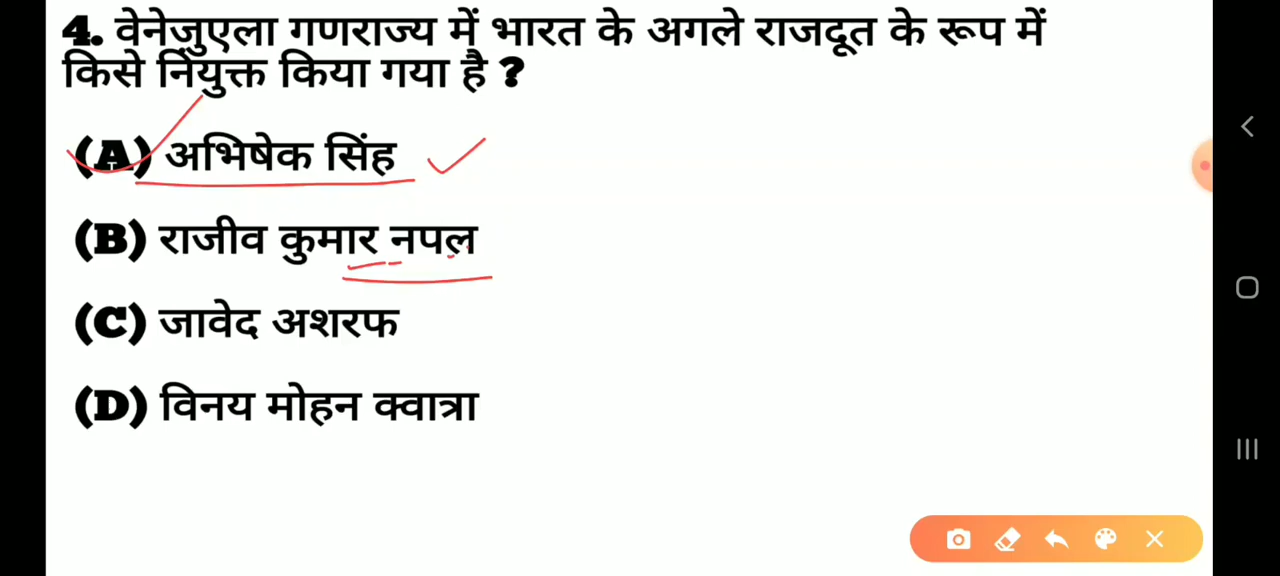 4. वेनेजुएला गणराज्य में भारत के अगले राजदूत के रूप में
किसे नियुक्त किया गया है ?
(A) अभिषेक सिंह
(B) राजीव कुमार नपल
(C) जावेद अशरफ
(D) विनय मोहन क्वात्रा